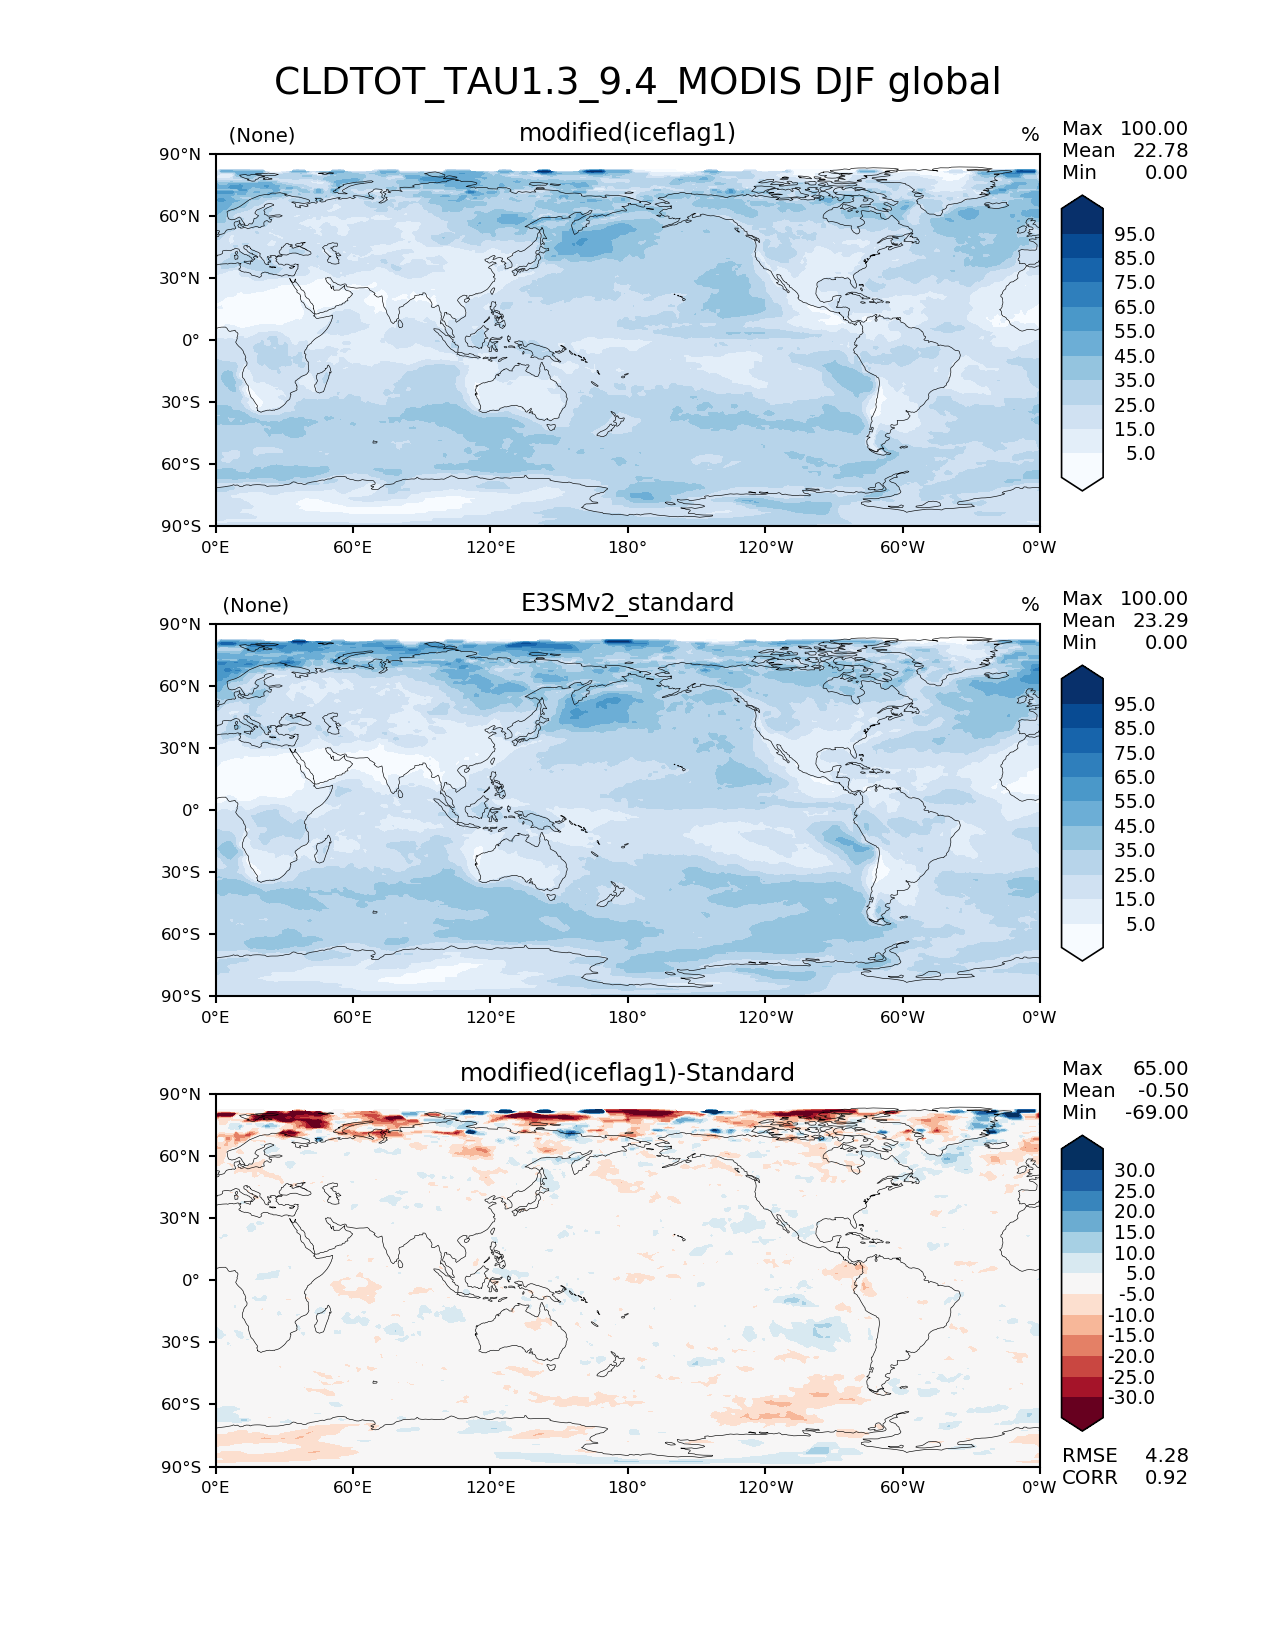 CLDTOT_TAU1.3_9.4_MODIS DJF global
(None) modified(iceflag1) %
Max 100.00
Mean 22.78
Min 0.00
90°N
60°N
30°N
0°
30°S
60°S
90°S
0°E 60°E 120°E 180° 120°W 60°W 0°W
95.0
85.0
75.0
65.0
55.0
45.0
35.0
25.0
15.0
5.0
(None) E3SMv2_standard %
Max 100.00
Mean 23.29
Min 0.00
90°N
60°N
30°N
0°
30°S
60°S
90°S
0°E 60°E 120°E 180° 120°W 60°W 0°W
95.0
85.0
75.0
65.0
55.0
45.0
35.0
25.0
15.0
5.0
modified(iceflag1)-Standard
Max 65.00
Mean -0.50
Min -69.00
90°N
60°N
30°N
0°
30°S
60°S
90°S
0°E 60°E 120°E 180° 120°W 60°W 0°W
30.0
25.0
20.0
15.0
10.0
5.0
-5.0
-10.0
-15.0
-20.0
-25.0
-30.0
RMSE 4.28
CORR 0.92